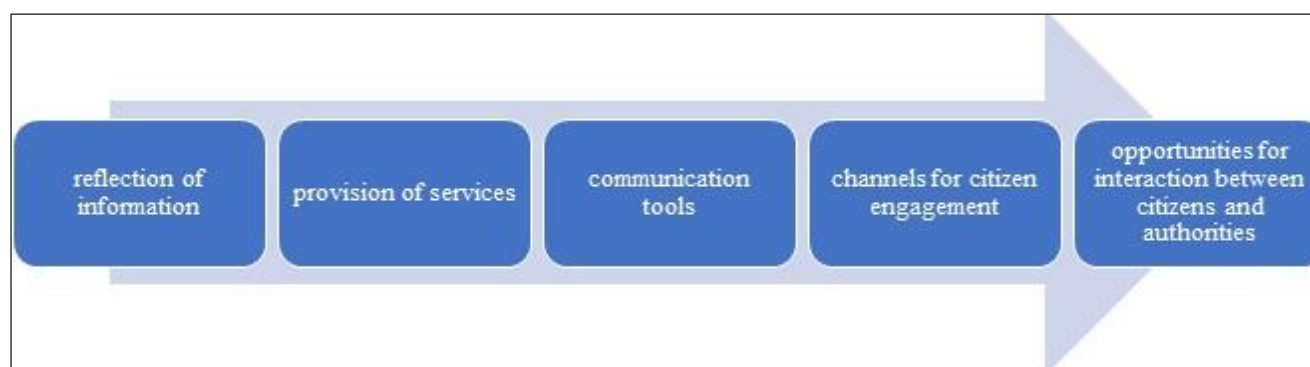 reflection of
information
provision of services
communication
tools
channels for citizen
engagement
opportunities for
interaction between
citizens and
authorities